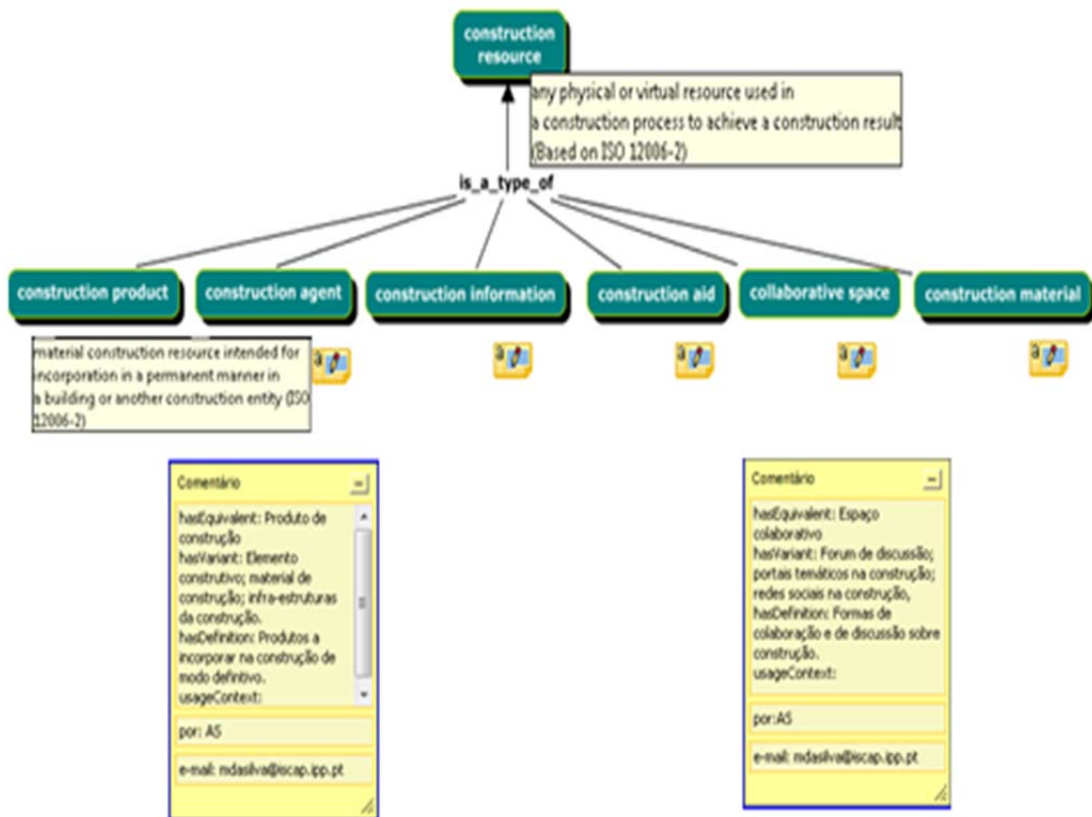 construction
resource
any physical or virtual resource used in
a construction process to achieve a construction result
(Based on ISO 12006-2)
is_a_type_of
construction product
construction agent
construction information
construction aid
collaborative space
construction material
material construction resource intended for
incorporation in a permanent manner in
a building or another construction entity (ISO
12006-2)
a
a
a
a
a
Comentário
hasEquivalent: Produto de
construção
hasVariant: Elemento
construtivo; material de
construção; infra-estruturas
da construção.
hasDefinition: Produtos a
incorporar na construção de
modo defintivo.
usageContext:
por: AS
e-mail: mdasilva@iscap.ipp.pt
Comentário
hasEquivalent: Espaço
colaborativo
hasVariant: Forum de discussão;
portais temáticos na construção;
redes sociais na construção,
hasDefinition: Formas de
colaboração e de discussão sobre
construção.
usageContext:
por:AS
e-mail: mdasilva@iscap.ipp.pt